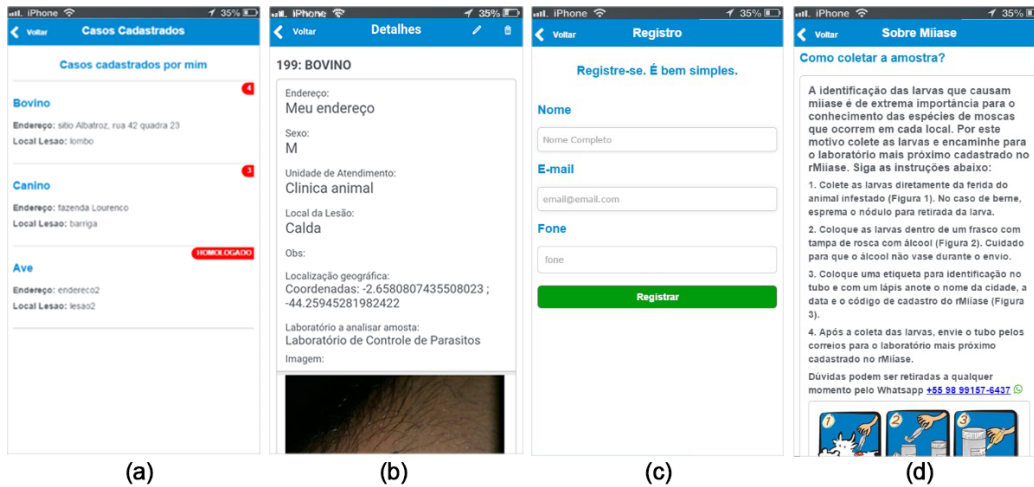 iPhone 35%
Voltar Casos Cadastrados
Casos cadastrados por mim
4
Bovino
Endereço: sitio Albatroz, rua 42 quadra 23
Local Lesao: lombo
3
Canino
Endereço: fazenda Lourenco
Local Lesao: barriga
HOMOLOGADO
Ave
Endereço: endereco2
Local Lesao: lesao2
(a)
iPhone 35%
Voltar Detalhes
199: BOVINO
Endereço:
Meu endereço
Sexo:
M
Unidade de Atendimento:
Clinica animal
Local da Lesão:
Calda
Obs:
Localização geográfica:
Coordenadas: -2.6580807435508023 ;
-44.25945281982422
Laboratório a analisar amosta:
Laboratório de Controle de Parasitos
Imagem:
(b)
iPhone 35%
Voltar Registro
Registre-se. É bem simples.
Nome
Nome Completo
E-mail
email@email.com
Fone
fone
Registrar
(c)
iPhone 35%
Voltar Sobre Miiase
Como coletar a amostra?
A identificação das larvas que causam
miiase é de extrema importância para o
conhecimento das espécies de moscas
que ocorrem em cada local. Por este
motivo colete as larvas e encaminhe para
o laboratório mais próximo cadastrado no
rMiiase. Siga as instruções abaixo:
1. Colete as larvas diretamente da ferida do
animal infestado (Figura 1). No caso de berne,
esprema o nódulo para retirada da larva.
2. Coloque as larvas dentro de um frasco com
tampa de rosca com álcool (Figura 2). Cuidado
para que o álcool não vase durante o envio.
3. Coloque uma etiqueta para identificação no
tubo e com um lápis anote o nome da cidade, a
data e o código de cadastro do rMiiase (Figura
3).
4. Após a coleta das larvas, envie o tubo pelos
correios para o laboratório mais próximo
cadastrado no rMiiase.
Dúvidas podem ser retiradas a qualquer
momento pelo Whatsapp +55 98 99157-6437
1 2 3
(d)